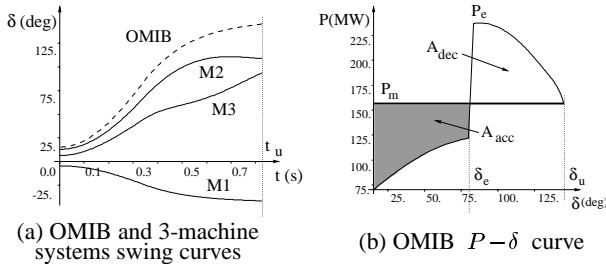 δ (deg)
125.
75.
25.
0.0
-25.
0.1
0.3
0.5
0.7
t (s)
t u
OMIB
M2
M3
M1
(a) OMIB and 3-machine
systems swing curves
P(MW)
225.
200.
175.
150.
125.
100.
75.
25.
50.
75.
100.
125.
δ(deg)
P e
P m
A dec
A acc
δ e
δ u
(b) OMIB P – δ curve